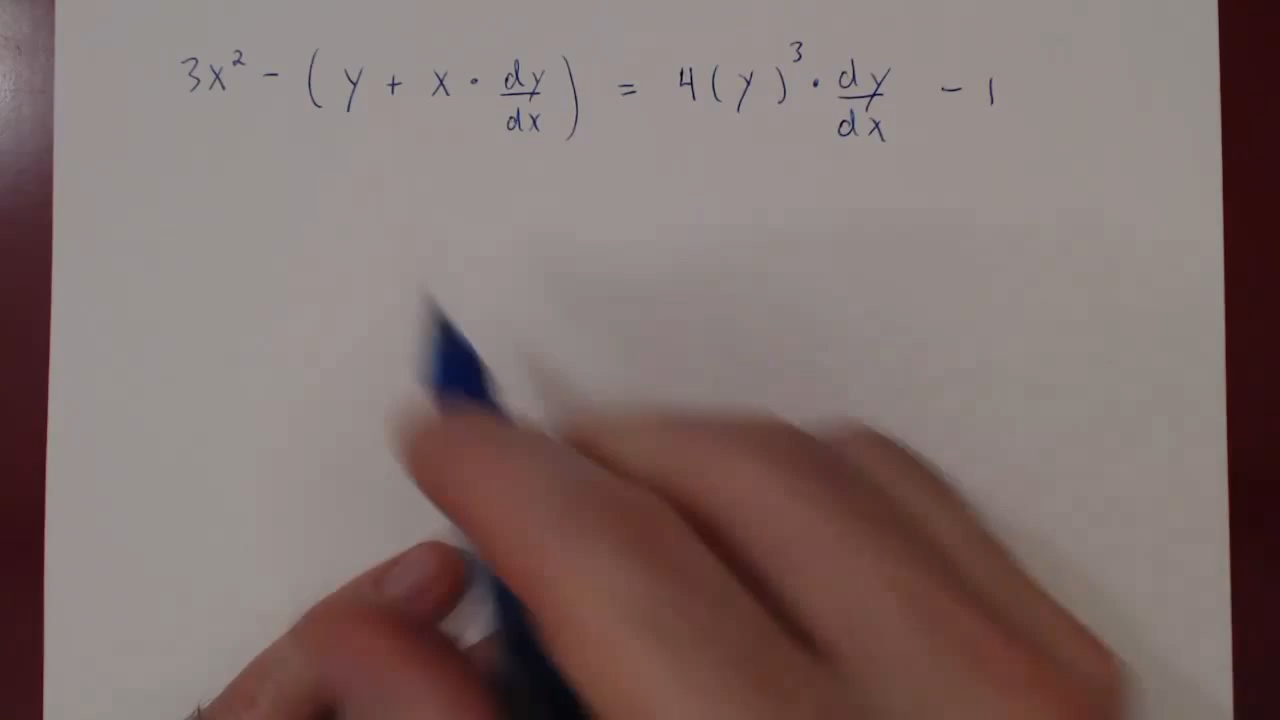 3x² - (y + x · dy/dx) = 4(y)³ · dy/dx - 1